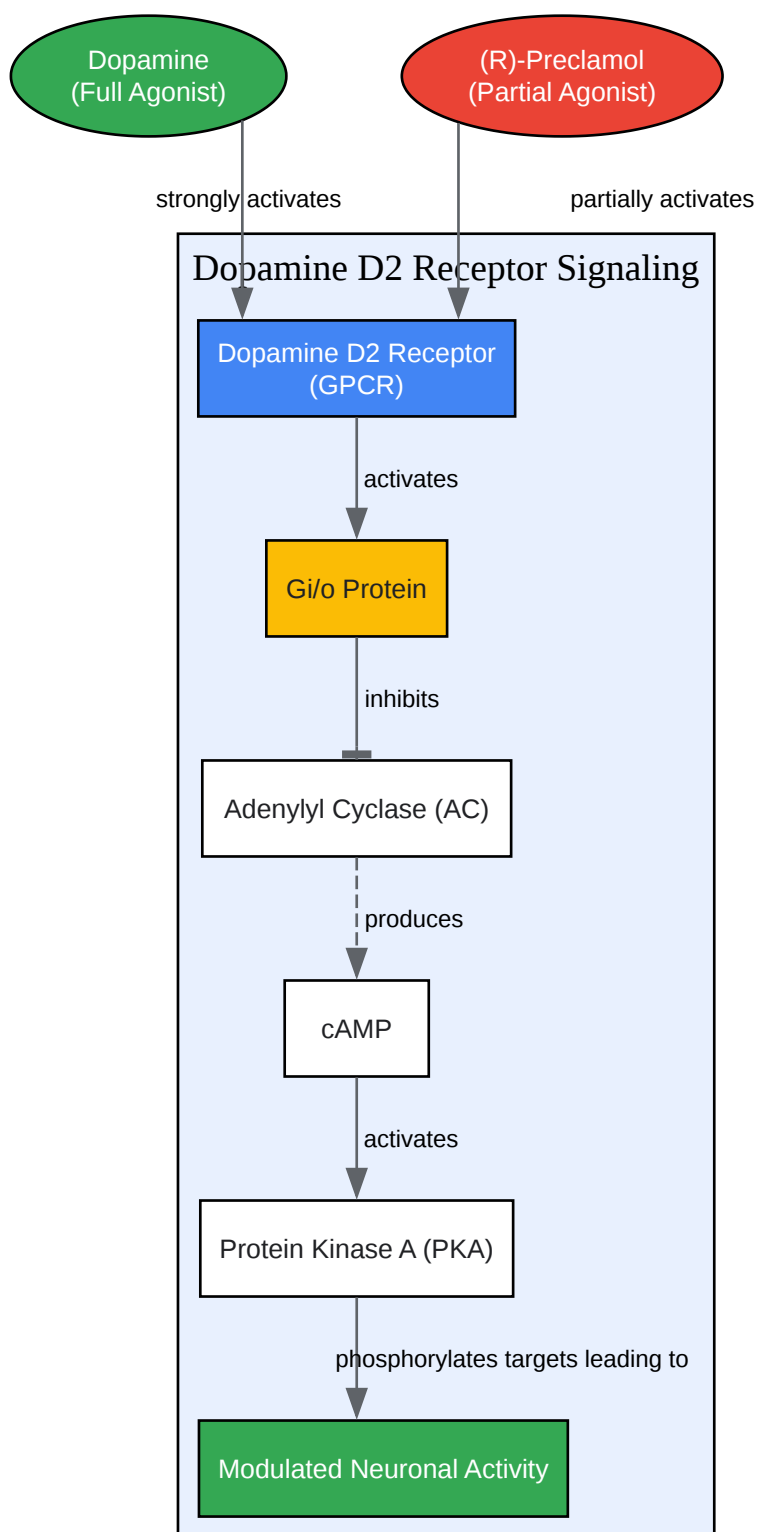 Dopamine
(Full Agonist)
(R)-Preclamol
(Partial Agonist)
strongly activates
partially activates
Dopamine D2 Receptor Signaling
Dopamine D2 Receptor
(GPCR)
activates
Gi/o Protein
inhibits
Adenylyl Cyclase (AC)
produces
cAMP
activates
Protein Kinase A (PKA)
phosphorylates targets leading to
Modulated Neuronal Activity